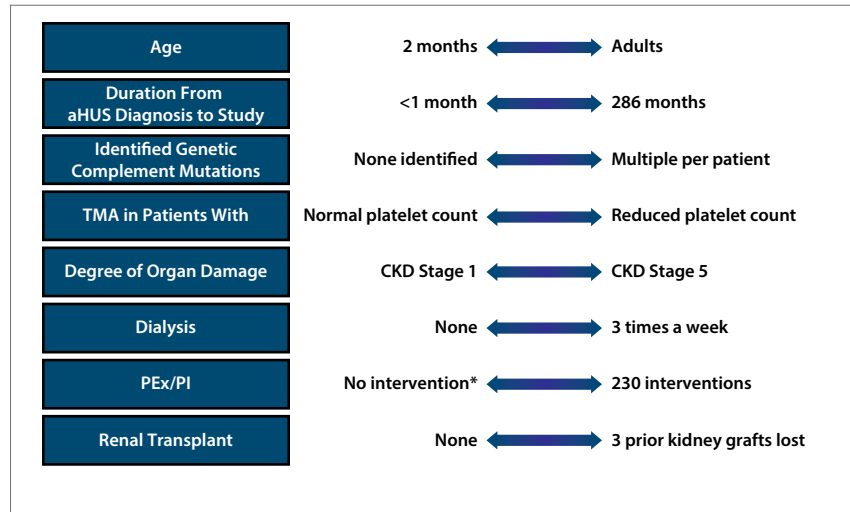 Age
2 months
Adults
Duration From
aHUS Diagnosis to Study
<1 month
286 months
Identified Genetic
Complement Mutations
None identified
Multiple per patient
TMA in Patients With
Normal platelet count
Reduced platelet count
Degree of Organ Damage
CKD Stage 1
CKD Stage 5
Dialysis
None
3 times a week
PEx/PI
No intervention*
230 interventions
Renal Transplant
None
3 prior kidney grafts lost